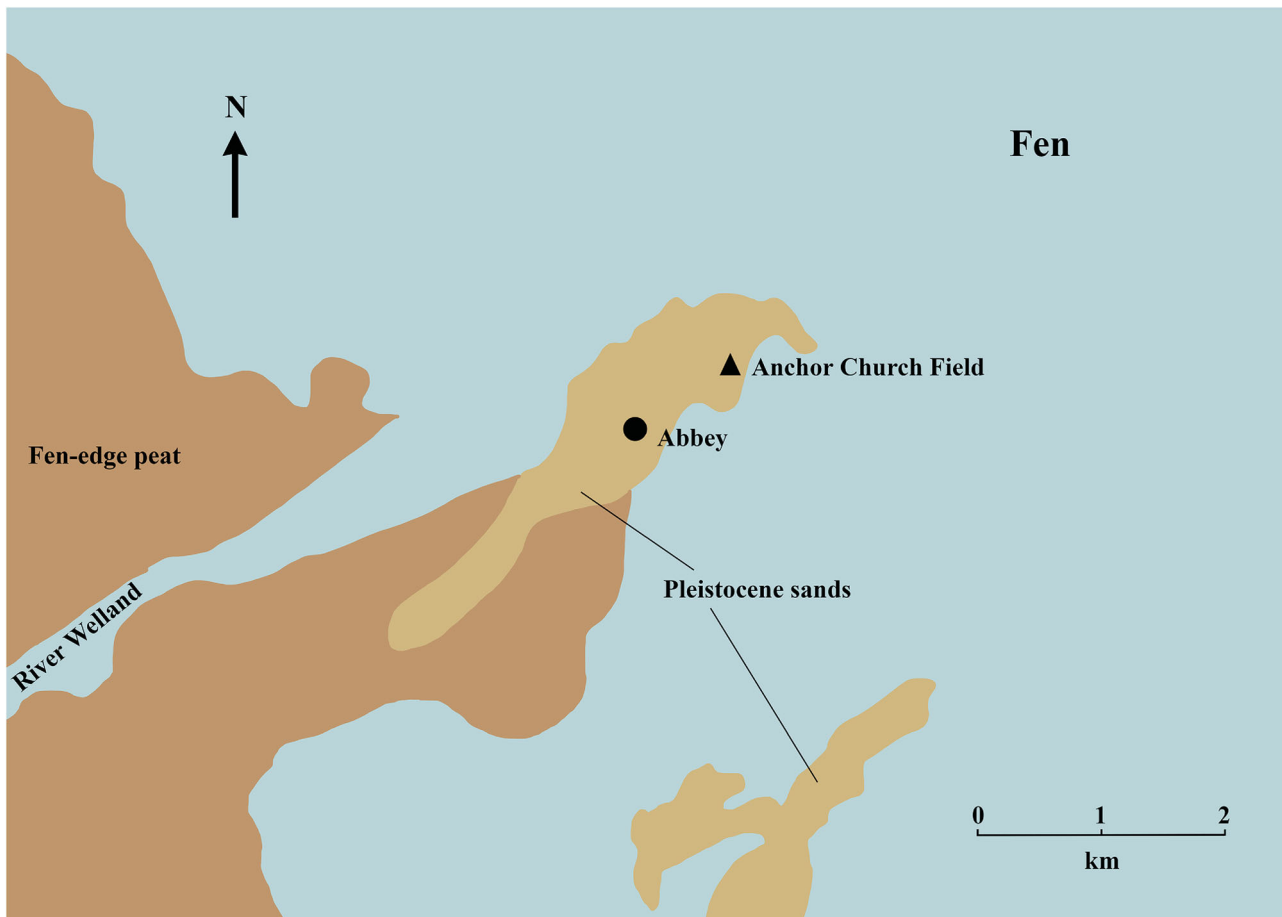 N
Fen
Anchor Church Field
Abbey
Fen-edge peat
Pleistocene sands
River Welland
0 1 2
km